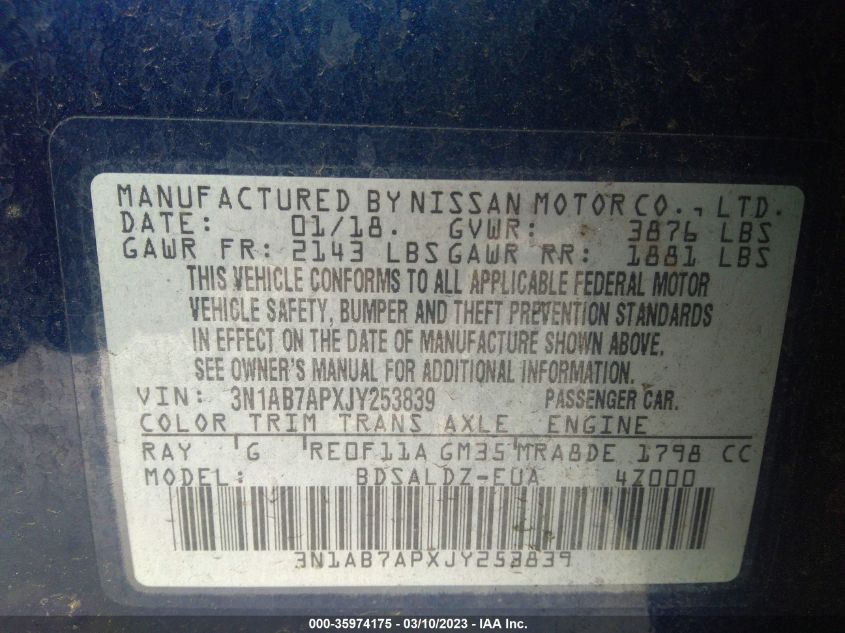 MANUFACTURED BY NISSAN MOTOR CO., LTD.
DATE: 01/18. GVWR: 3876 LBS
GAWR FR: 2143 LBS GAWR RR: 1881 LBS
THIS VEHICLE CONFORMS TO ALL APPLICABLE FEDERAL MOTOR
VEHICLE SAFETY, BUMPER AND THEFT PREVENTION STANDARDS
IN EFFECT ON THE DATE OF MANUFACTURE SHOWN ABOVE.
SEE OWNER'S MANUAL FOR ADDITIONAL INFORMATION.
VIN: 3N1AB7APXJY253839 PASSENGER CAR.
COLOR TRIM TRANS AXLE ENGINE
RAY G RE0F11A GM35 MRA8DE 1798 CC
MODEL: BDSALDZ-EUA 4Z000
3N1AB7APXJY253839
000-35974175 - 03/10/2023 - IAA Inc.